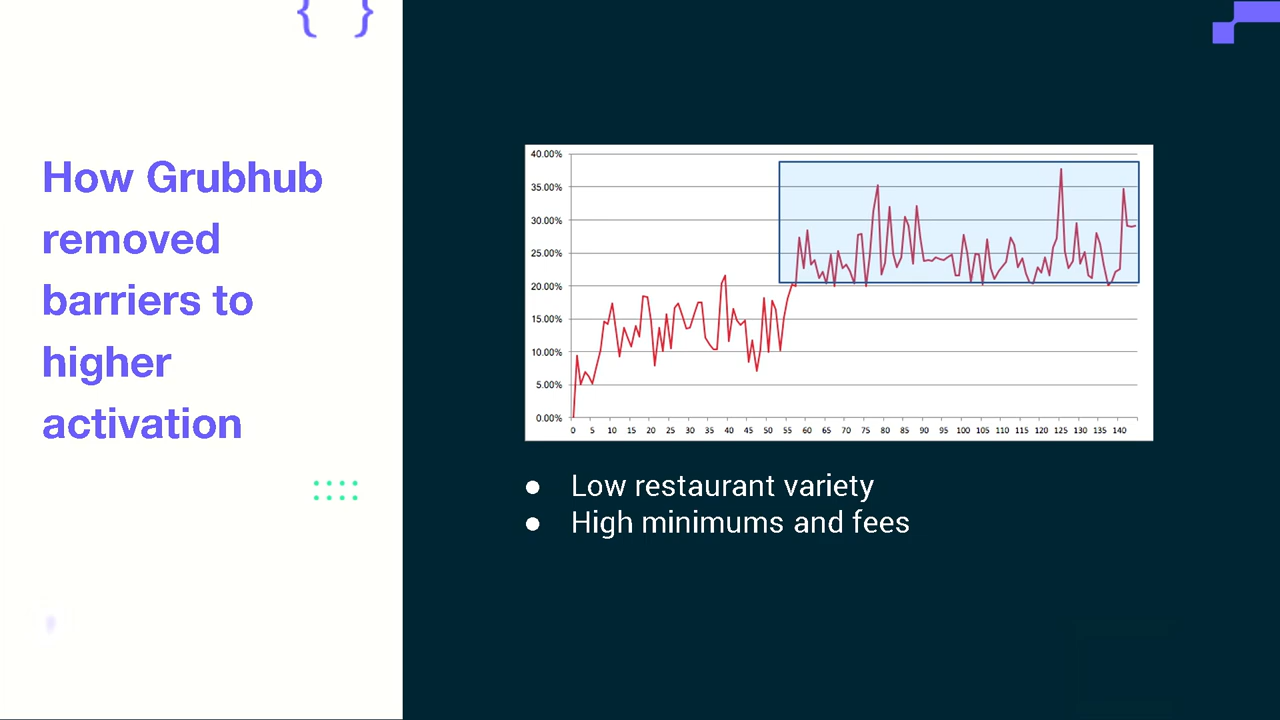 { }
How Grubhub
removed
barriers to
higher
activation
40.00%
35.00%
30.00%
25.00%
20.00%
15.00%
10.00%
5.00%
0.00%
0 5 10 15 20 25 30 35 40 45 50 55 60 65 70 75 80 85 90 95 100 105 110 115 120 125 130 135 140
● Low restaurant variety
● High minimums and fees